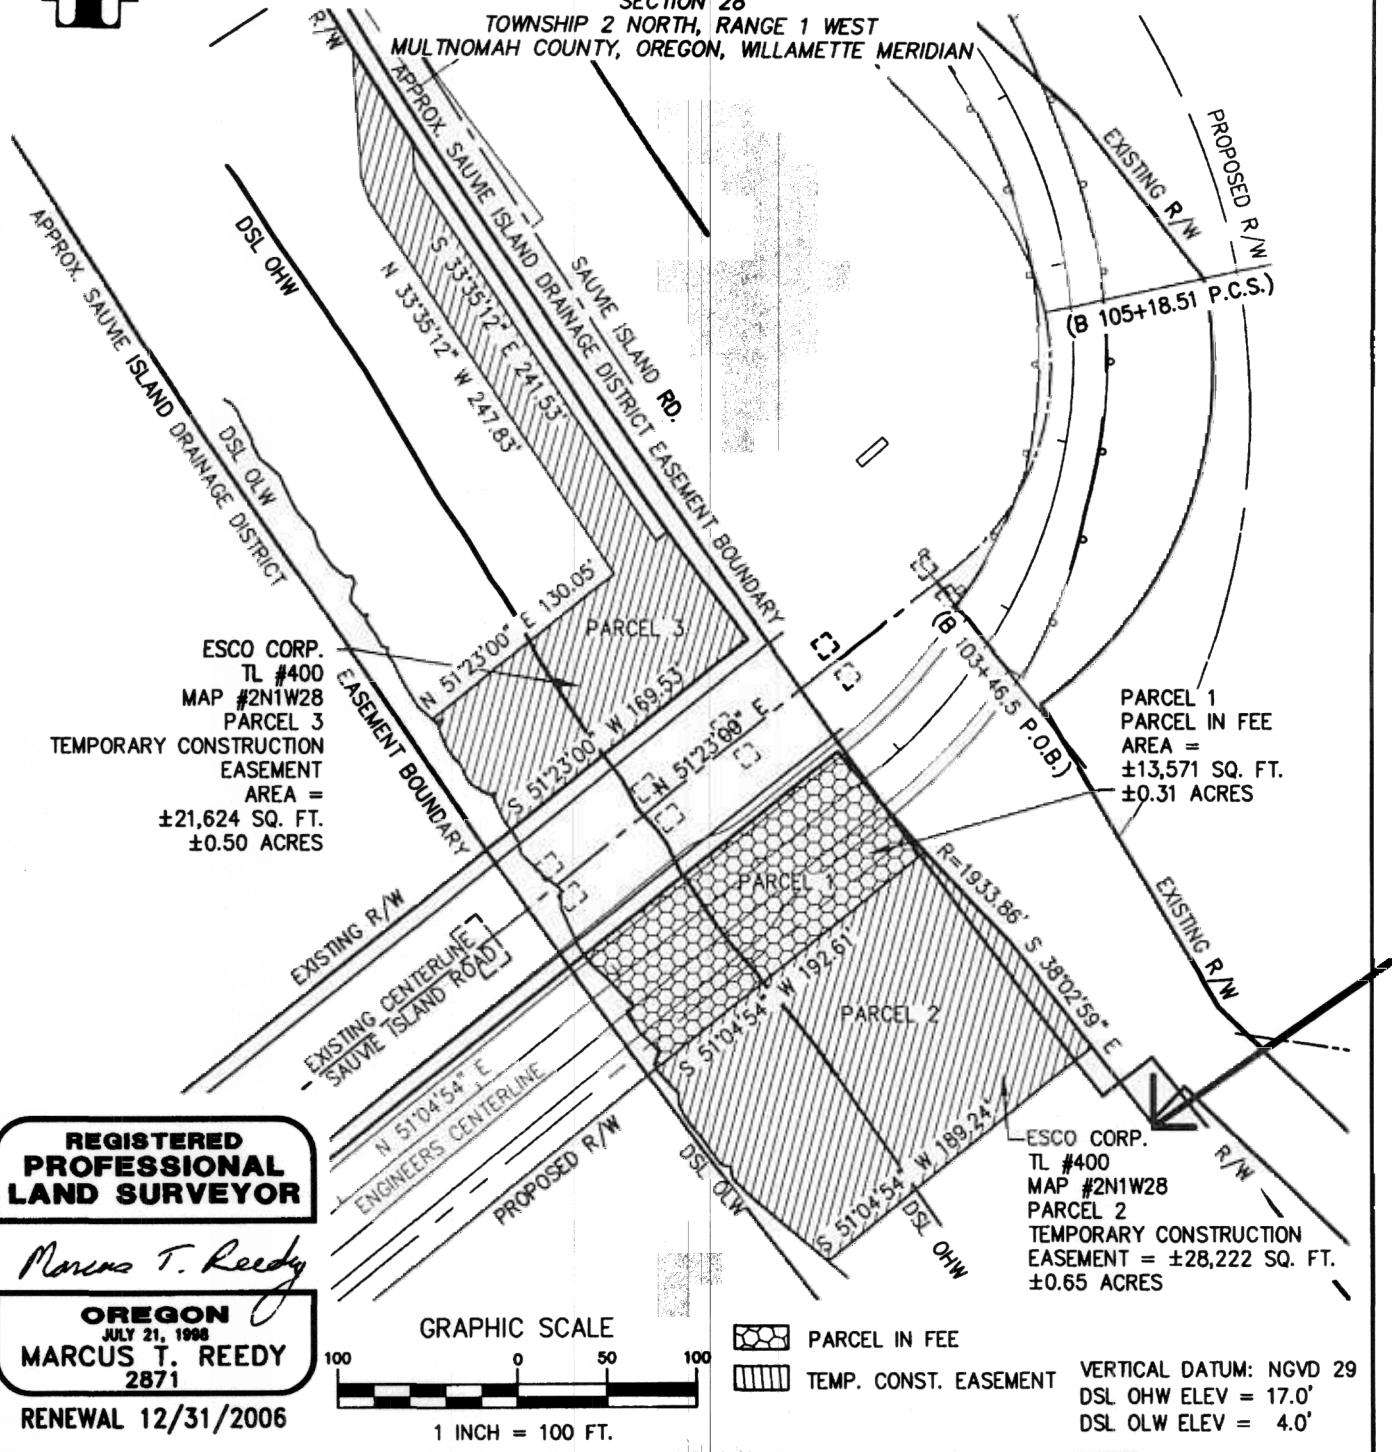 SECTION 28
TOWNSHIP 2 NORTH, RANGE 1 WEST
MULTNOMAH COUNTY, OREGON, WILLAMETTE MERIDIAN
R/W
APPROX. SAUVIE ISLAND DRAINAGE DISTRICT EASEMENT BOUNDARY
SAUVIE ISLAND RD.
EXISTING R/W
PROPOSED R/W
(B 105+18.51 P.C.S.)
APPROX. SAUVIE ISLAND DRAINAGE DISTRICT
EASEMENT BOUNDARY
DSL OHW
DSL OLW
S 33°35'12" E 241.53'
N 33°35'12" W 247.83'
N 51°23'00" E 130.05'
PARCEL 3
S 51°23'00" W 169.53'
N 51°23'00" E
(B 103+46.5 P.O.B.)
ESCO CORP.
TL #400
MAP #2N1W28
PARCEL 3
TEMPORARY CONSTRUCTION
EASEMENT
AREA =
±21,624 SQ. FT.
±0.50 ACRES
PARCEL 1
PARCEL IN FEE
AREA =
±13,571 SQ. FT.
±0.31 ACRES
PARCEL 1
R=1933.86'
S 38°02'59" E
EXISTING R/W
EXISTING R/W
EXISTING CENTERLINE
SAUVIE ISLAND ROAD
S 51°04'54" W 192.61'
PARCEL 2
N 51°04'54" E
ENGINEERS CENTERLINE
PROPOSED R/W
DSL OLW
S 51°04'54" W 189.24'
DSL OHW
R/W
ESCO CORP.
TL #400
MAP #2N1W28
PARCEL 2
TEMPORARY CONSTRUCTION
EASEMENT = ±28,222 SQ. FT.
±0.65 ACRES
REGISTERED
PROFESSIONAL
LAND SURVEYOR
Marcus T. Reedy
OREGON
JULY 21, 1998
MARCUS T. REEDY
2871
RENEWAL 12/31/2006
GRAPHIC SCALE
100 0 50 100
1 INCH = 100 FT.
PARCEL IN FEE
TEMP. CONST. EASEMENT
VERTICAL DATUM: NGVD 29
DSL OHW ELEV = 17.0'
DSL OLW ELEV = 4.0'